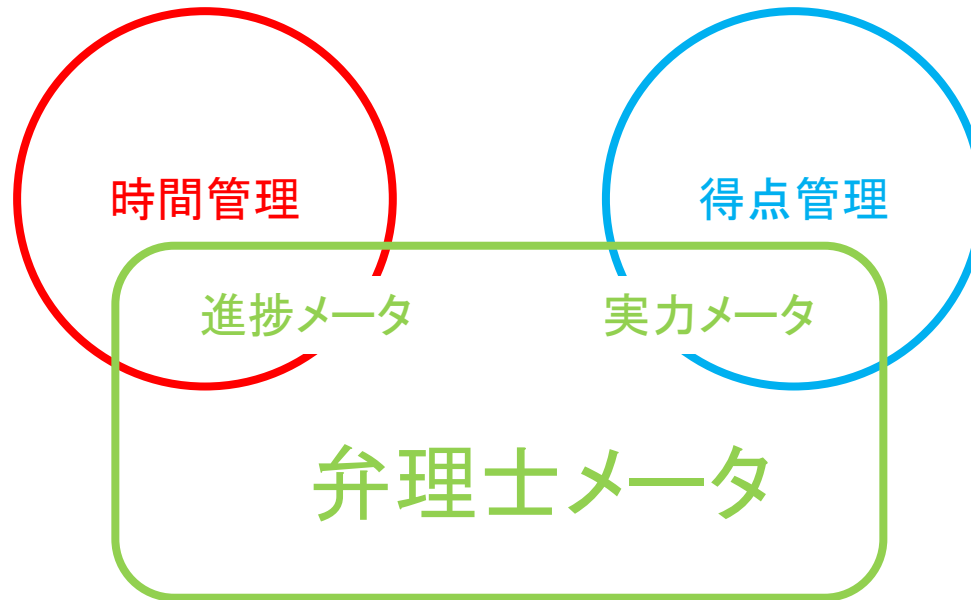 時間管理
得点管理
進捗メータ
実力メータ
弁理士メータ